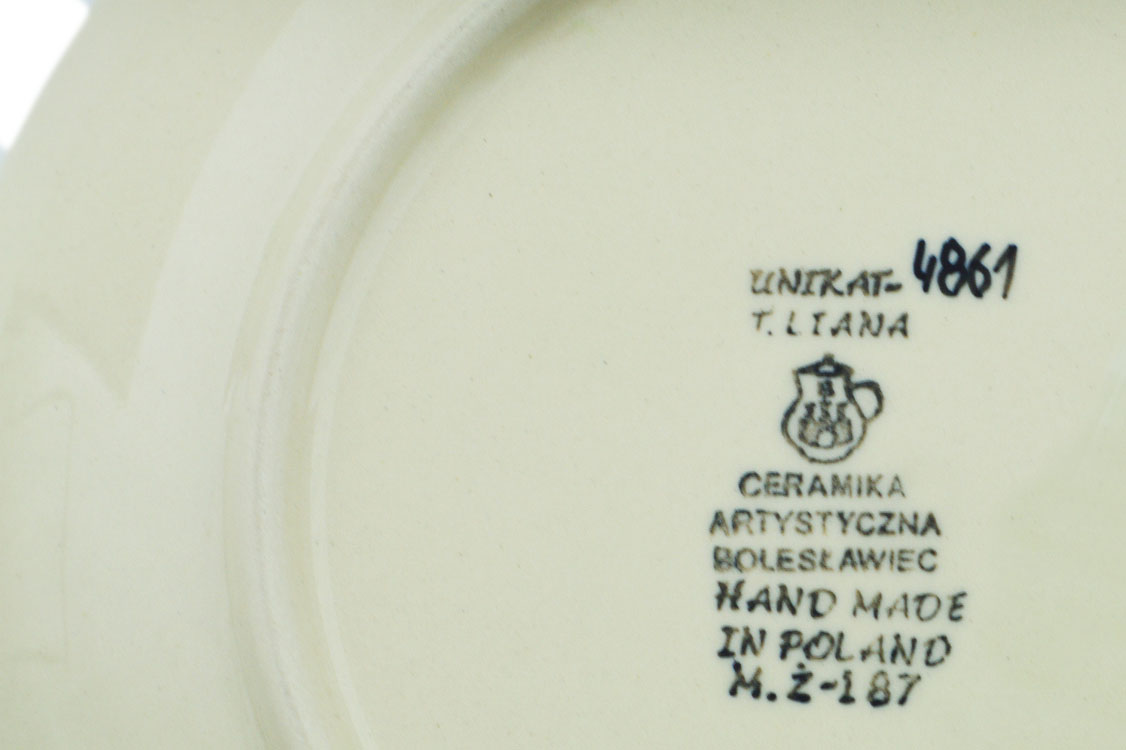 UNIKAT-4861
T. LIANA
CERAMIKA
ARTYSTYCZNA
BOLESŁAWIEC
HAND MADE
IN POLAND
M.Ż-187